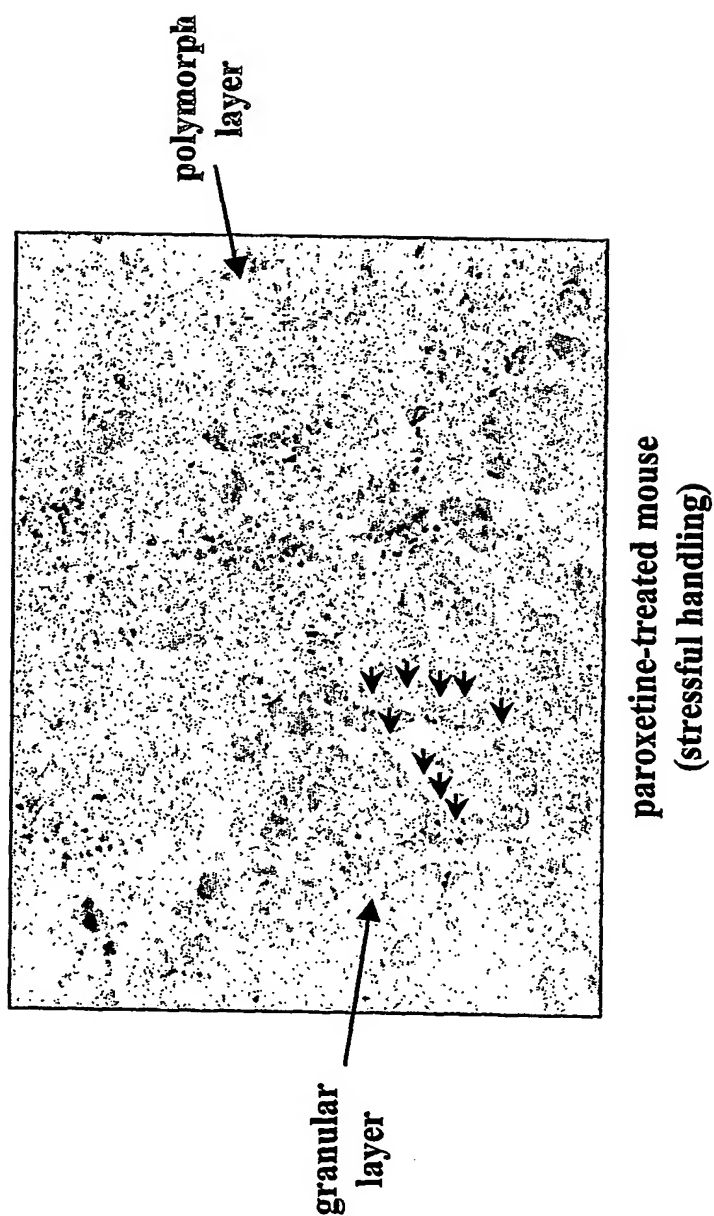 polymorph
layer
granular
layer
paroxetine-treated mouse
(stressful handling)